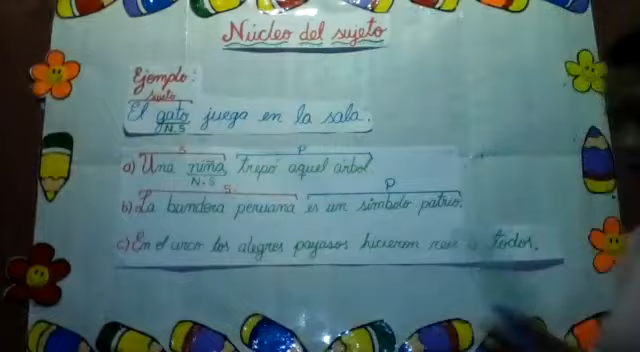 Núcleo del sujeto
Ejemplo:
sujeto
El gato juega en la sala.
N.S
S P
a) Una niña trepó aquel árbol.
N.S
S. P
b) La bandera peruana es un símbolo patrio.
c) En el circo los alegres payasos hicieron reír a todos.